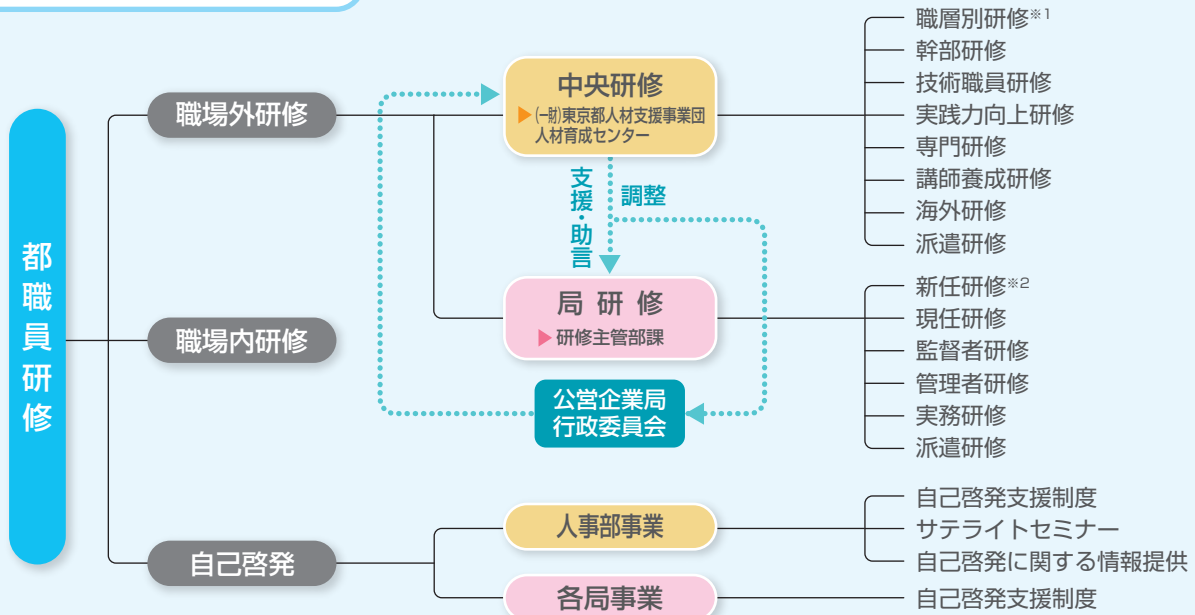 都職員研修
職場外研修
職場内研修
自己啓発
中央研修
▶(一財)東京都人材支援事業団
人材育成センター
支援・助言
調整
局研修
▶研修主管部課
公営企業局
行政委員会
人事部事業
各局事業
職層別研修※1
幹部研修
技術職員研修
実践力向上研修
専門研修
講師養成研修
海外研修
派遣研修
新任研修※2
現任研修
監督者研修
管理者研修
実務研修
派遣研修
自己啓発支援制度
サテライトセミナー
自己啓発に関する情報提供
自己啓発支援制度